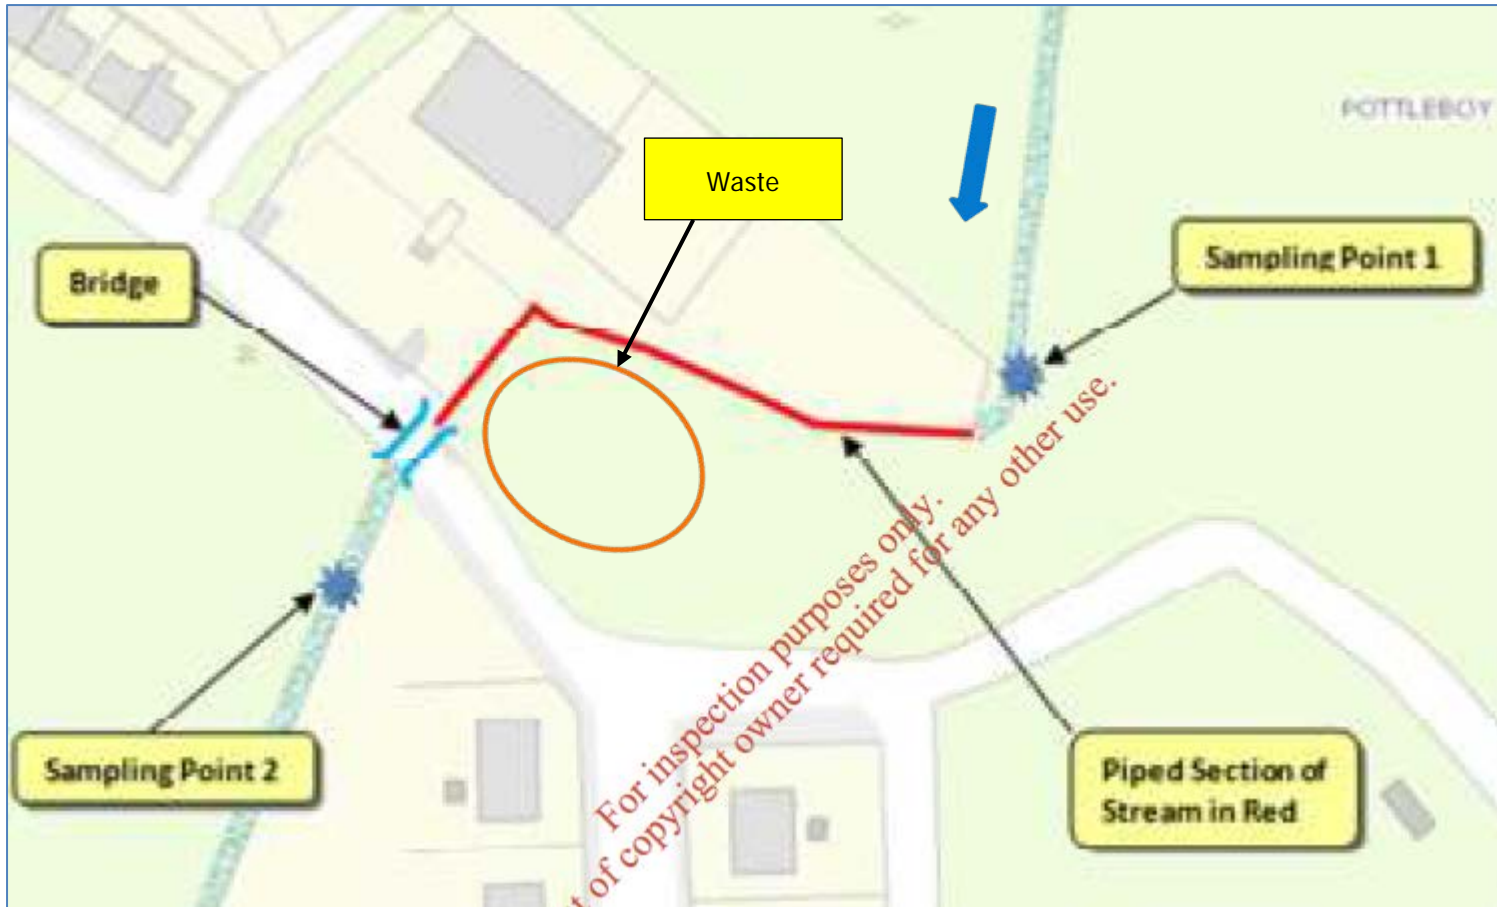 POTTLEBOY
Waste
Sampling Point 1
Bridge
For inspection purposes only.
of copyright owner required for any other use.
Sampling Point 2
Piped Section of
Stream in Red